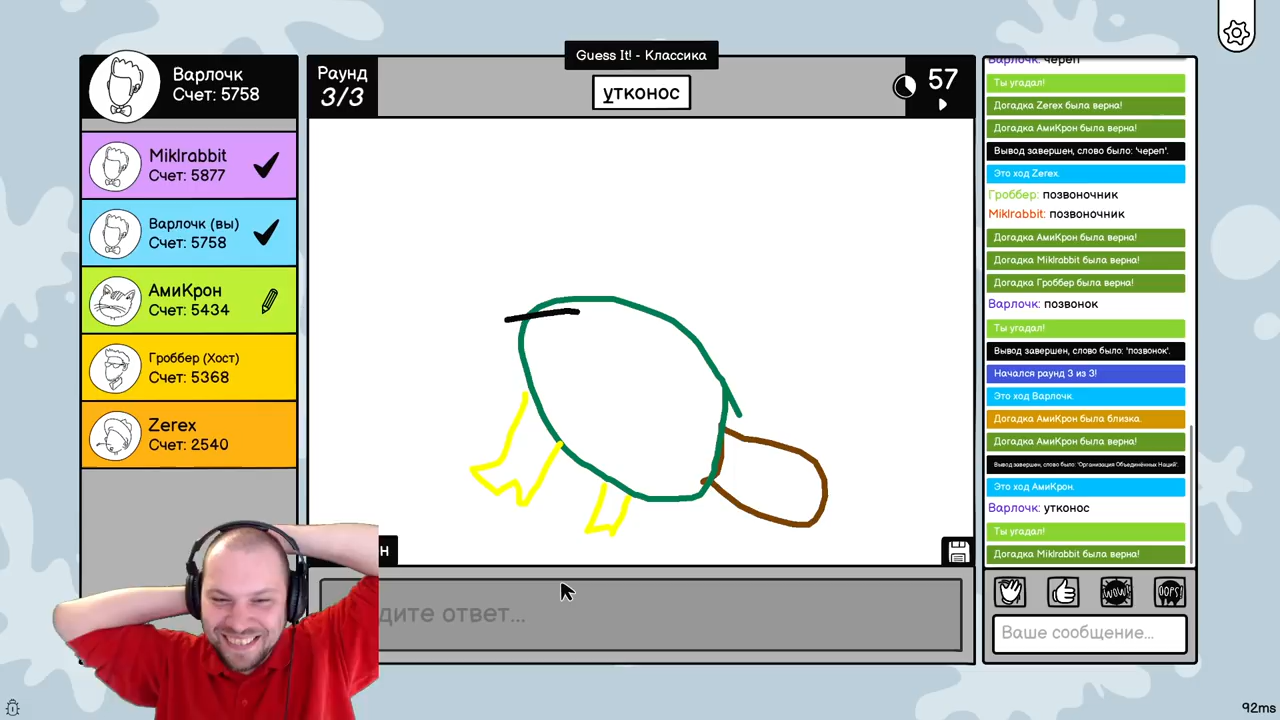 Guess It! - Классика
Варлочк
Счет: 5758
Раунд
3/3
утконос
57
Miklrabbit
Счет: 5877
Варлочк (вы)
Счет: 5758
АмиКрон
Счет: 5434
Гроббер (Хост)
Счет: 5368
Zerex
Счет: 2540
Варлочк: череп
Ты угадал!
Догадка Zerex была верна!
Догадка АмиКрон была верна!
Вывод завершен, слово было: 'череп'.
Это ход Zerex.
Гроббер: позвоночник
Miklrabbit: позвоночник
Догадка АмиКрон была верна!
Догадка Miklrabbit была верна!
Догадка Гроббер была верна!
Варлочк: позвонок
Ты угадал!
Вывод завершен, слово было: 'позвонок'.
Начался раунд 3 из 3!
Это ход Варлочк.
Догадка АмиКрон была близка.
Догадка АмиКрон была верна!
Вывод завершен, слово было: 'Организация Объединённых Наций'.
Это ход АмиКрон.
Варлочк: утконос
Ты угадал!
Догадка Miklrabbit была верна!
WOW!
OOPS!
Н
дите ответ...
Ваше сообщение...
92ms